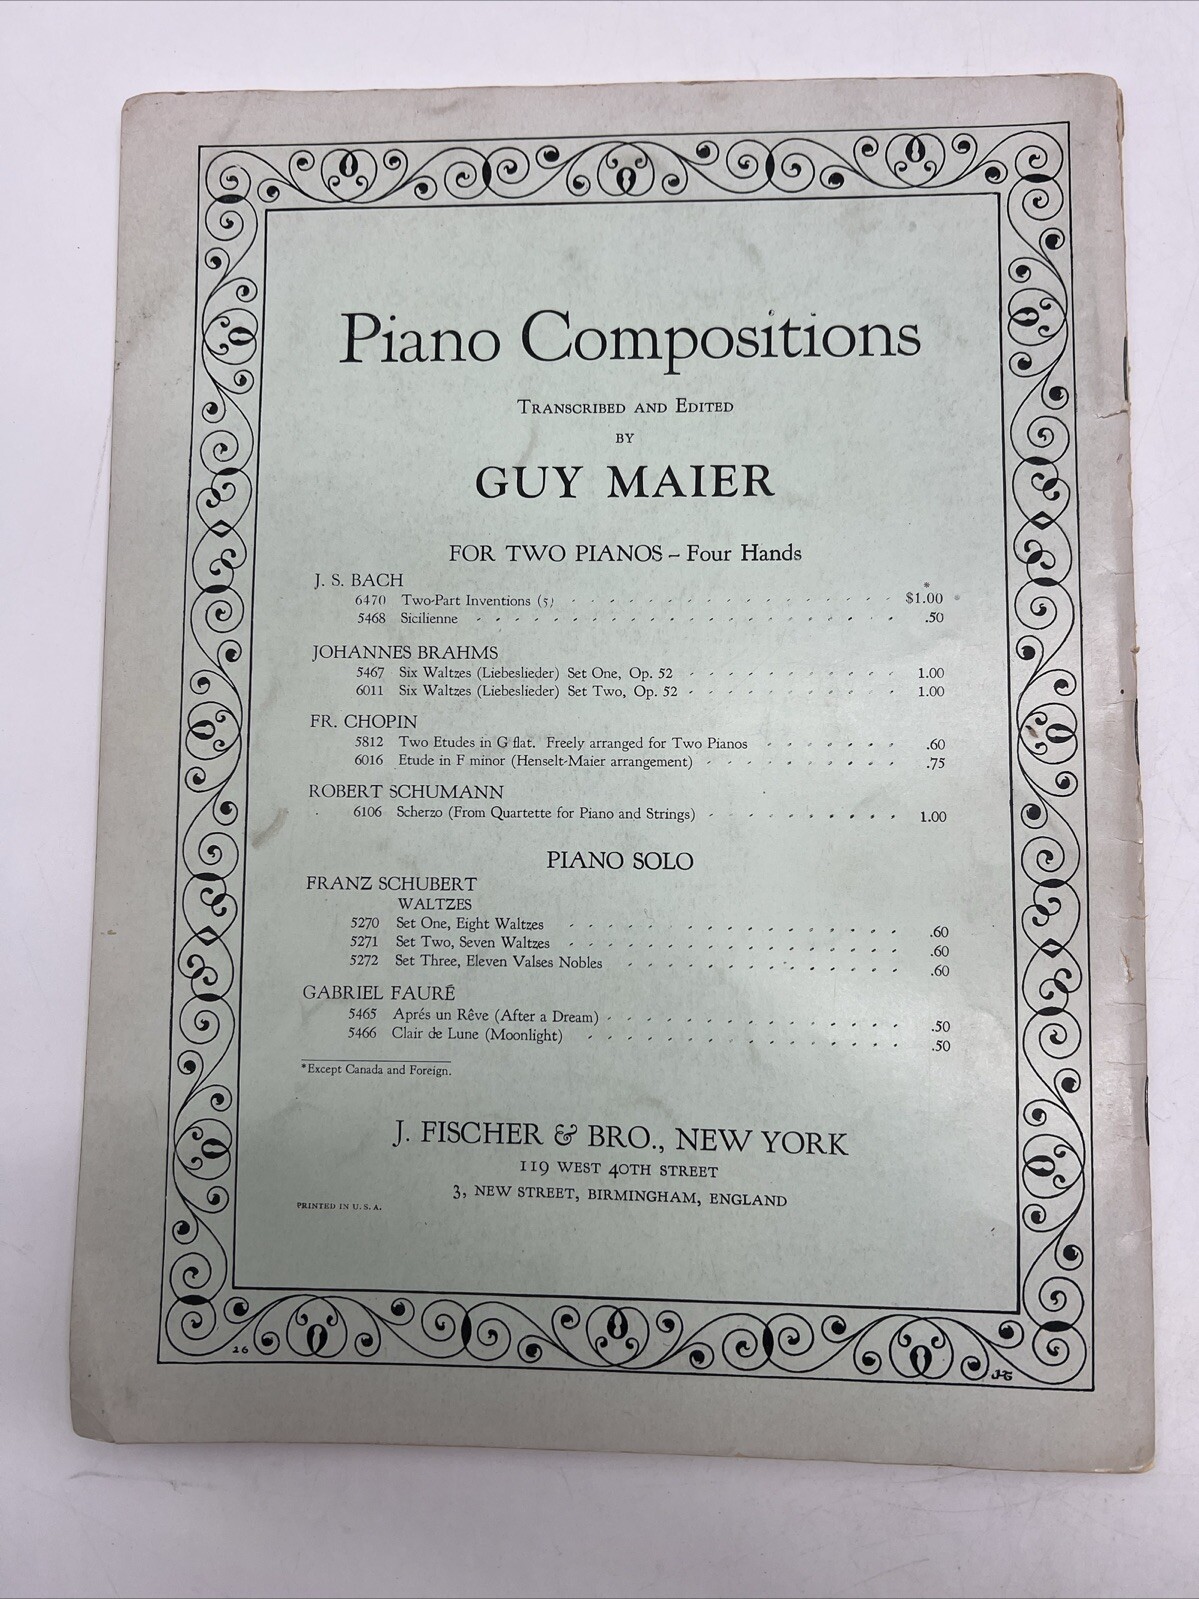 Piano Compositions
TRANSCRIBED AND EDITED
BY
GUY MAIER
FOR TWO PIANOS – Four Hands
J. S. BACH
6470 Two-Part Inventions (5) $1.00
5468 Sicilienne .50
JOHANNES BRAHMS
5467 Six Waltzes (Liebeslieder) Set One, Op. 52 1.00
6011 Six Waltzes (Liebeslieder) Set Two, Op. 52 1.00
FR. CHOPIN
5812 Two Etudes in G flat. Freely arranged for Two Pianos .60
6016 Etude in F minor (Henselt-Maier arrangement) .75
ROBERT SCHUMANN
6106 Scherzo (From Quartette for Piano and Strings) 1.00
PIANO SOLO
FRANZ SCHUBERT
WALTZES
5270 Set One, Eight Waltzes .60
5271 Set Two, Seven Waltzes .60
5272 Set Three, Eleven Valses Nobles .60
GABRIEL FAURÉ
5465 Aprés un Rêve (After a Dream) .50
5466 Clair de Lune (Moonlight) .50
*Except Canada and Foreign.
J. FISCHER & BRO., NEW YORK
119 WEST 40TH STREET
3, NEW STREET, BIRMINGHAM, ENGLAND
PRINTED IN U. S. A.
26